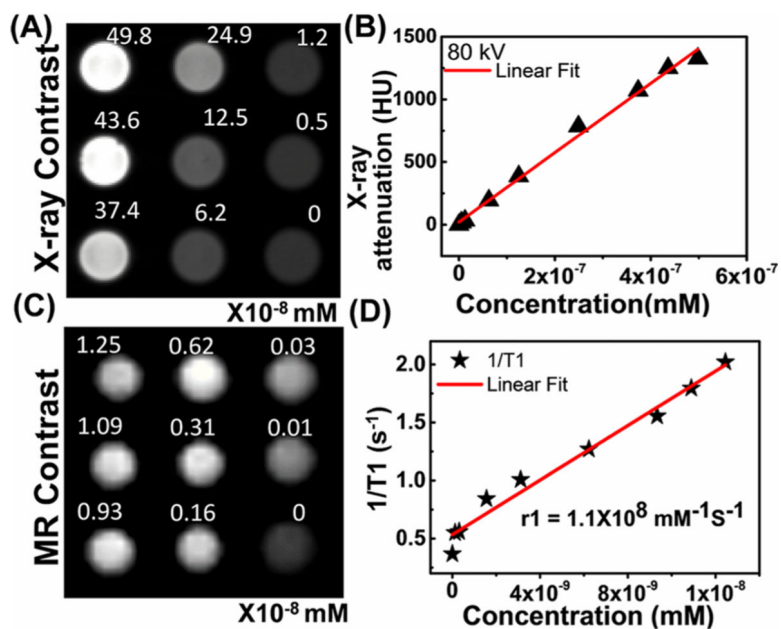 (A)
X-ray Contrast
49.8 24.9 1.2
43.6 12.5 0.5
37.4 6.2 0
X10-8 mM
(B)
80 kV
Linear Fit
X-ray
attenuation (HU)
1500
1000
500
0
0 2x10-7 4x10-7 6x10-7
Concentration(mM)
(C)
MR Contrast
1.25 0.62 0.03
1.09 0.31 0.01
0.93 0.16 0
X10-8 mM
(D)
1/T1
Linear Fit
1/T1 (s-1)
2.0
1.5
1.0
0.5
r1 = 1.1X108 mM-1S-1
0 4x10-9 8x10-9 1x10-8
Concentration (mM)